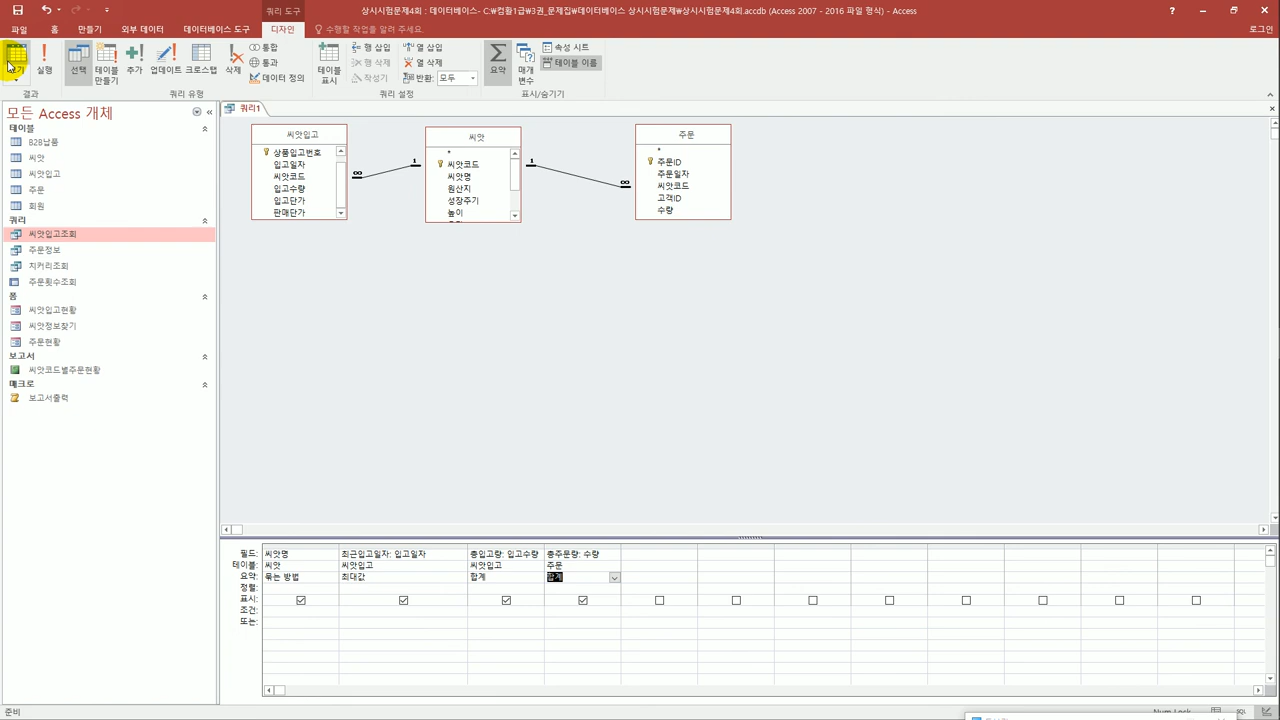 쿼리 도구
상시시험문제4회 : 데이터베이스- C:₩컴활1급₩3권_문제집₩데이터베이스 상시시험문제₩상시시험문제4회.accdb (Access 2007 - 2016 파일 형식) - Access
파일 홈 만들기 외부 데이터 데이터베이스 도구 디자인 수행할 작업을 알려 주세요. 로그인
보기 실행 선택 테이블 만들기 추가 업데이트 크로스탭 삭제 통합 통과 데이터 정의 테이블 표시 행 삽입 행 삭제 작성기 열 삽입 열 삭제 반환: 모두 요약 매개 변수 속성 시트 테이블 이름
결과 쿼리 유형 쿼리 설정 표시/숨기기
모든 Access 개체
테이블
B2B납품
씨앗
씨앗입고
주문
회원
쿼리
씨앗입고조회
주문정보
치커리조회
주문횟수조회
폼
씨앗입고현황
씨앗정보찾기
주문현황
보고서
씨앗코드별주문현황
매크로
보고서출력
쿼리1
씨앗입고
상품입고번호
입고일자
씨앗코드
입고수량
입고단가
판매단가
∞ 1
씨앗
*
씨앗코드
씨앗명
원산지
성장주기
높이
1 ∞
주문
*
주문ID
주문일자
씨앗코드
고객ID
수량
필드: 씨앗명 최근입고일자: 입고일자 총입고량: 입고수량 총주문량: 수량
테이블: 씨앗 씨앗입고 씨앗입고 주문
요약: 묶는 방법 최대값 합계 합계
정렬:
표시:
조건:
또는:
준비 Num Lock SQL